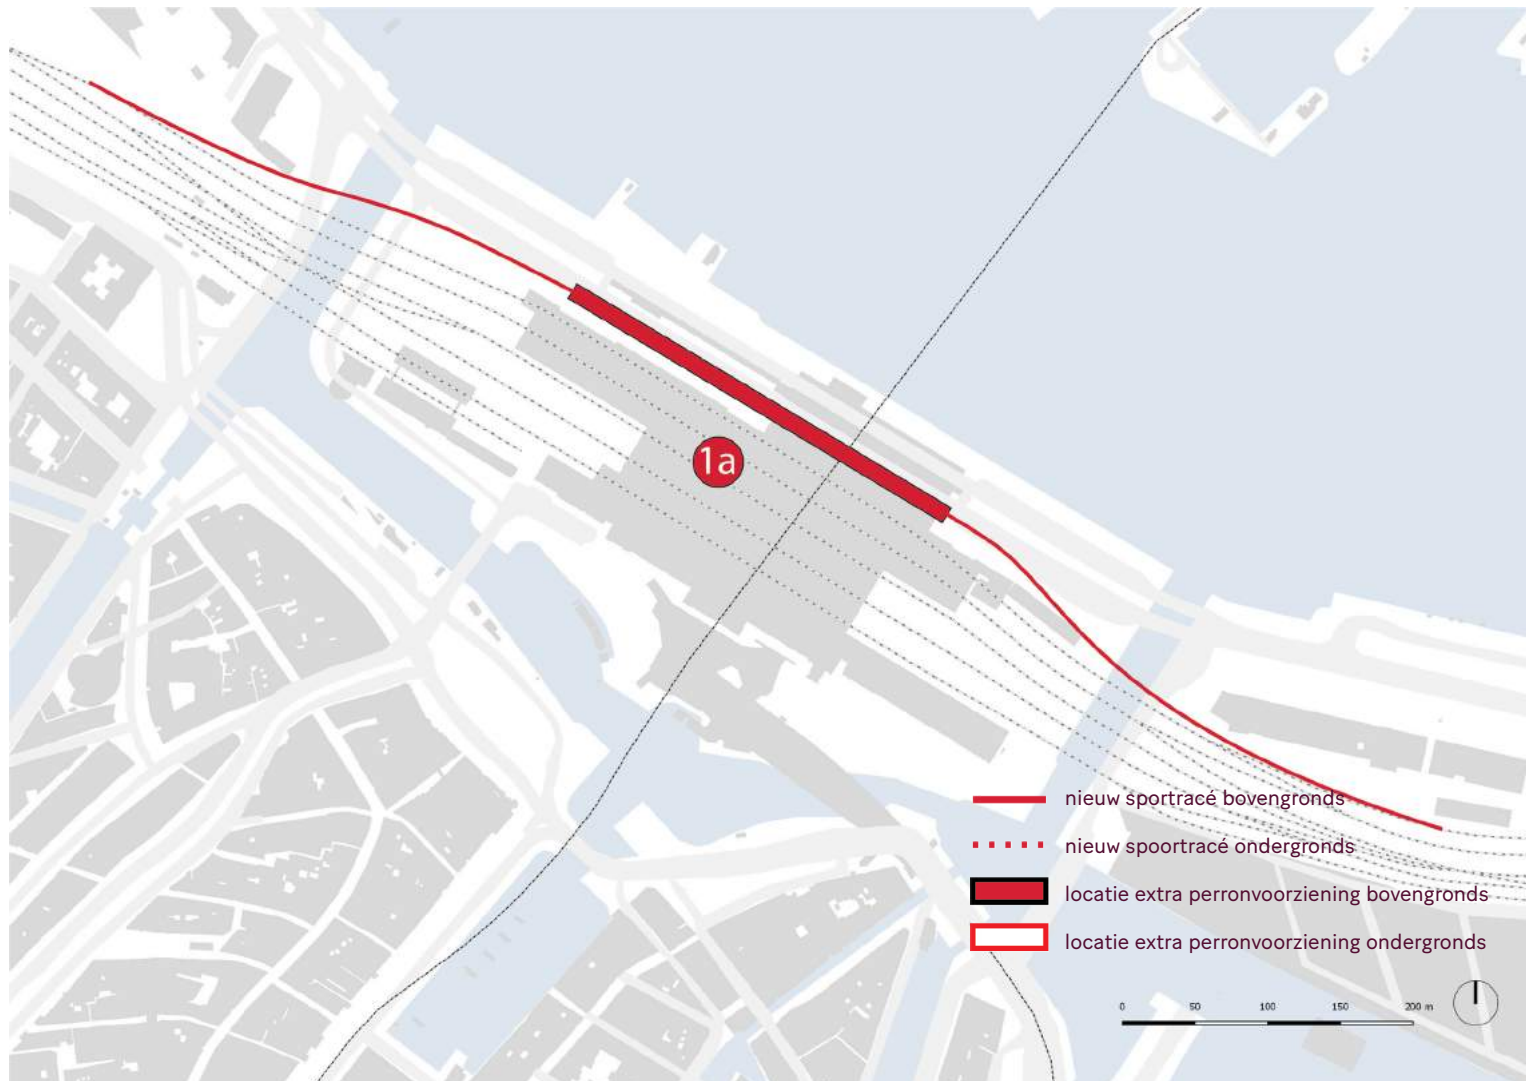 1a
nieuw sportracé bovengronds
nieuw spoortracé ondergronds
locatie extra perronvoorziening bovengronds
locatie extra perronvoorziening ondergronds
0 50 100 150 200 m